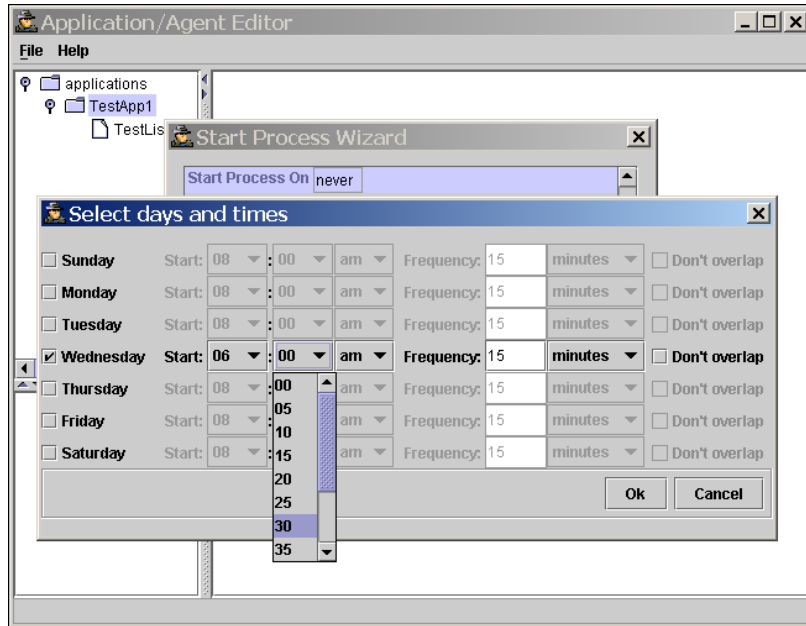 Application/Agent Editor
File Help
applications
TestApp1
TestLis
Start Process Wizard
Start Process On never
Select days and times
Sunday Start: 08 : 00 am Frequency: 15 minutes Don't overlap
Monday Start: 08 : 00 am Frequency: 15 minutes Don't overlap
Tuesday Start: 08 : 00 am Frequency: 15 minutes Don't overlap
Wednesday Start: 06 : 00 am Frequency: 15 minutes Don't overlap
Thursday Start: 08 : am Frequency: 15 minutes Don't overlap
Friday Start: 08 : am Frequency: 15 minutes Don't overlap
Saturday Start: 08 : am Frequency: 15 minutes Don't overlap
00
05
10
15
20
25
30
35
Ok Cancel